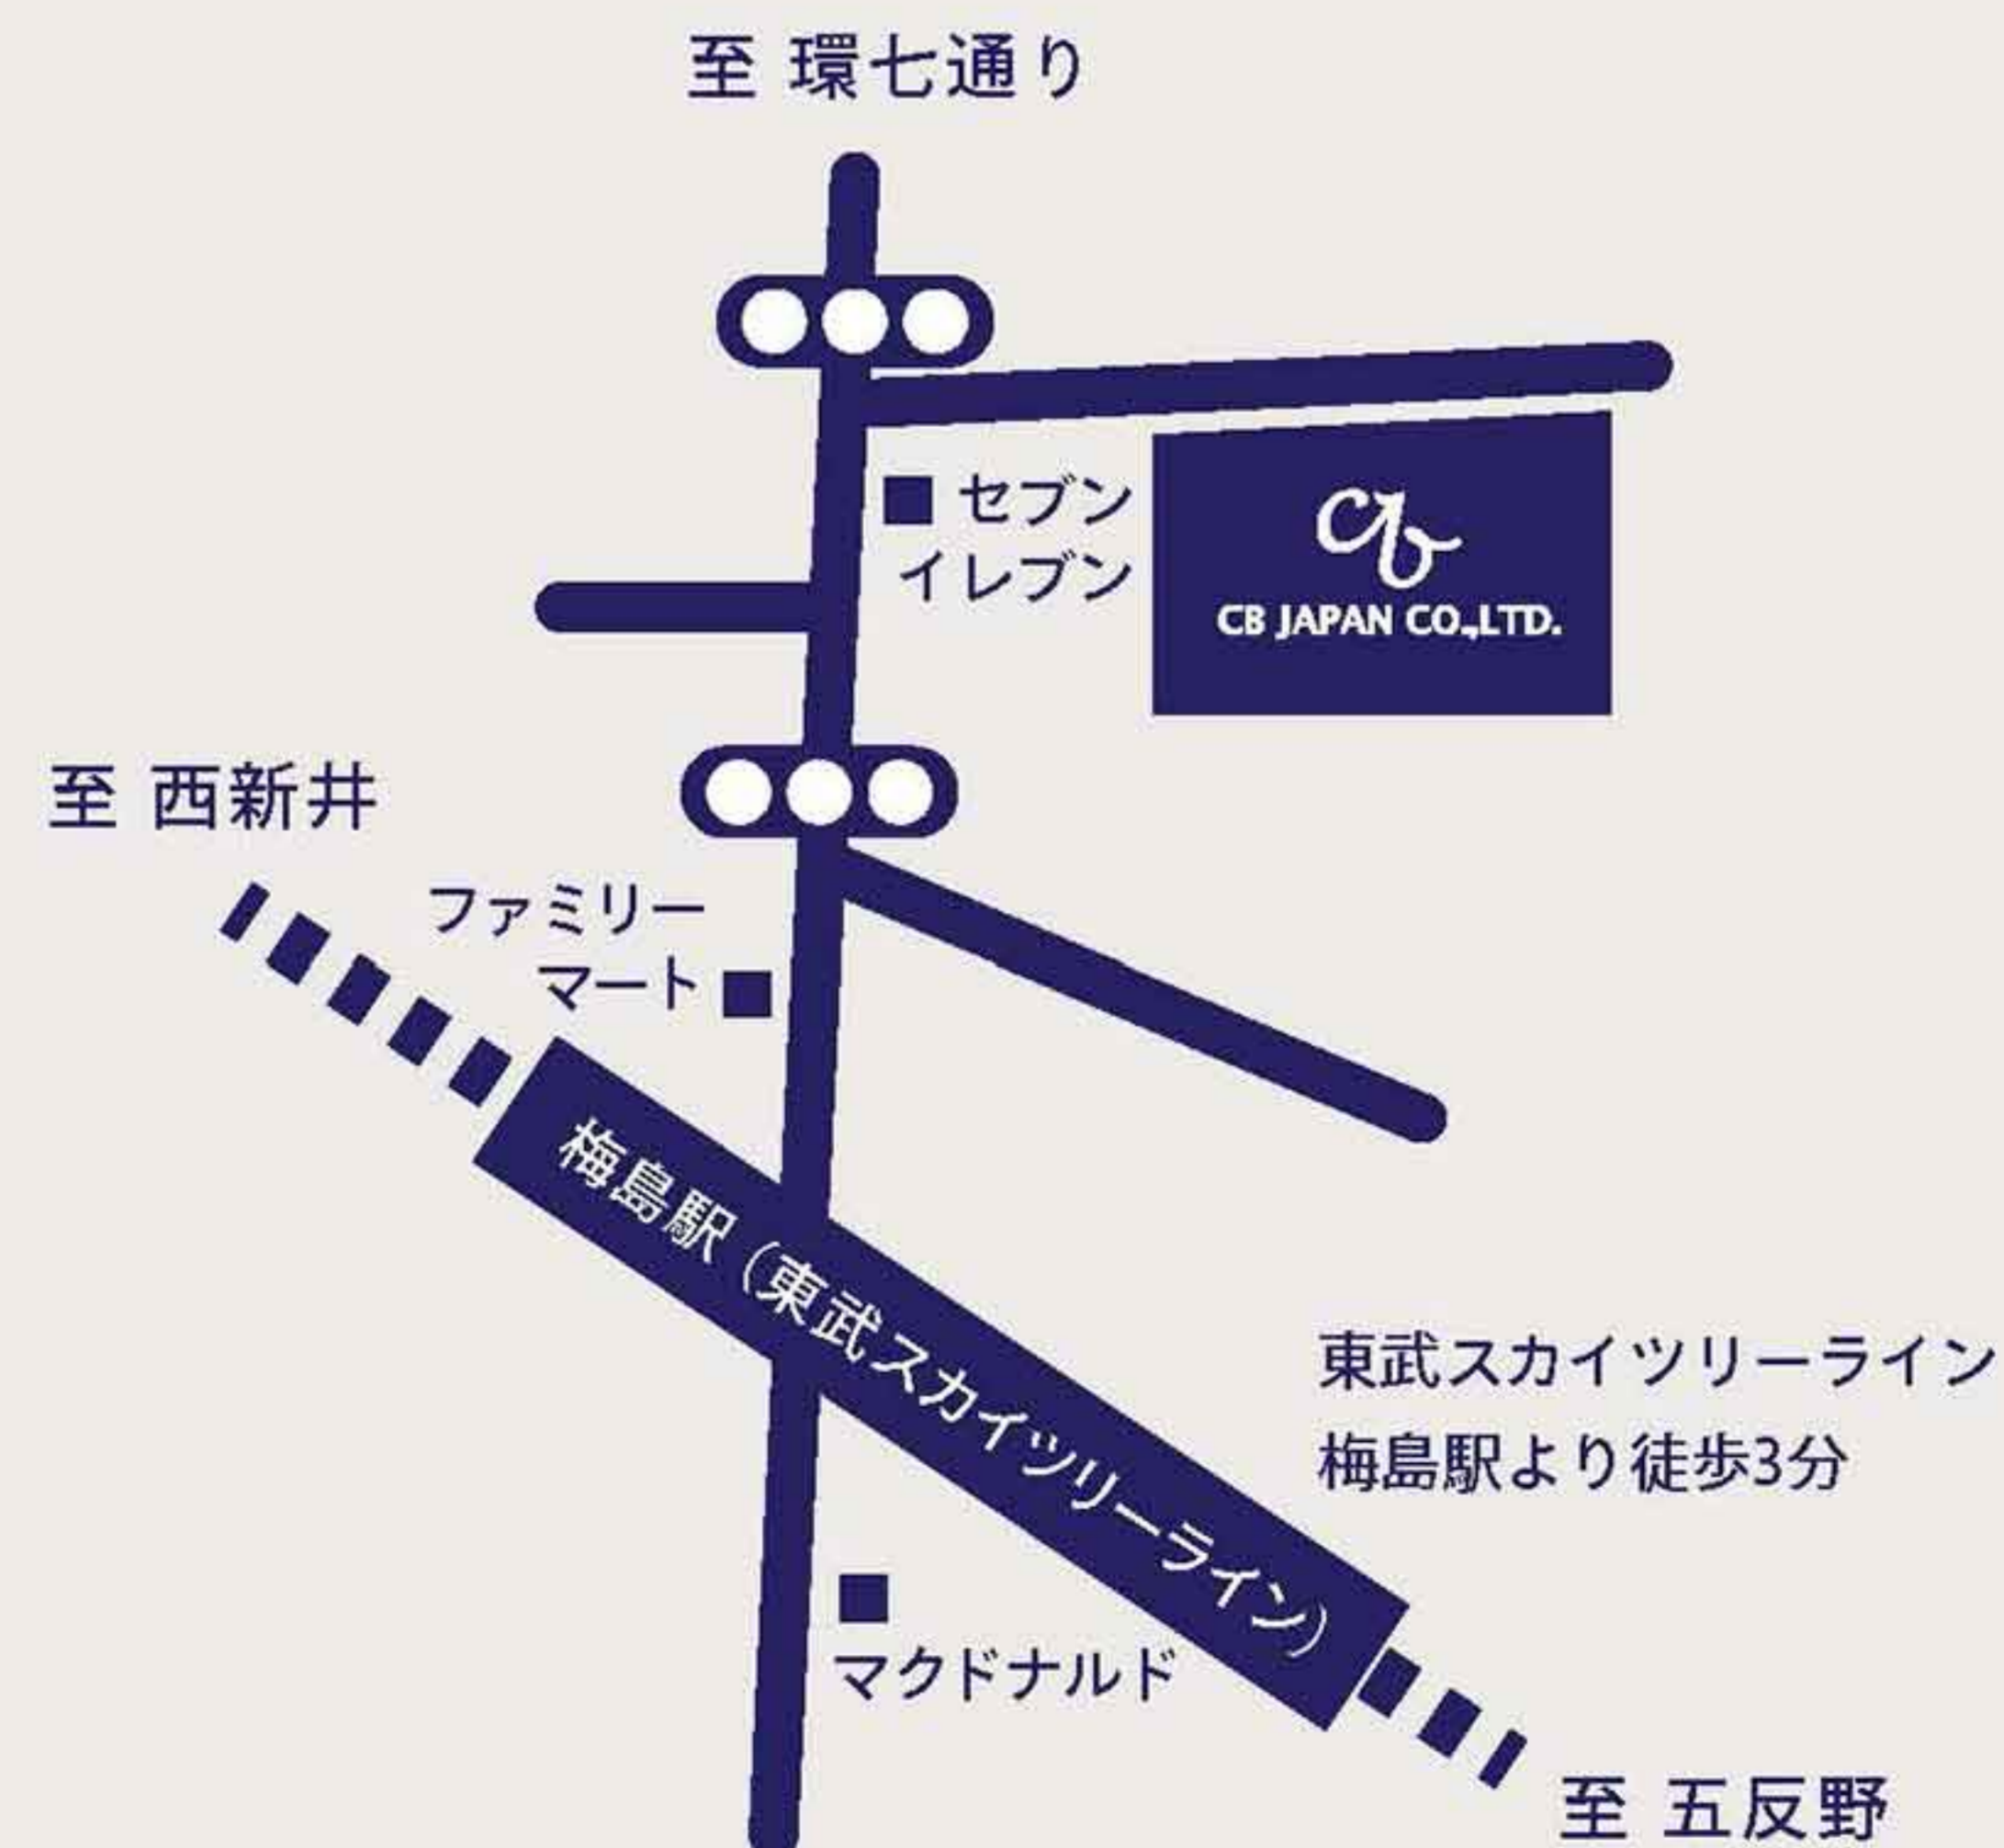 至 環七通り
セブン
イレブン
cb
CB JAPAN CO.,LTD.
至 西新井
ファミリー
マート
梅島駅（東武スカイツリーライン）
東武スカイツリーライン
梅島駅より徒歩3分
マクドナルド
至 五反野